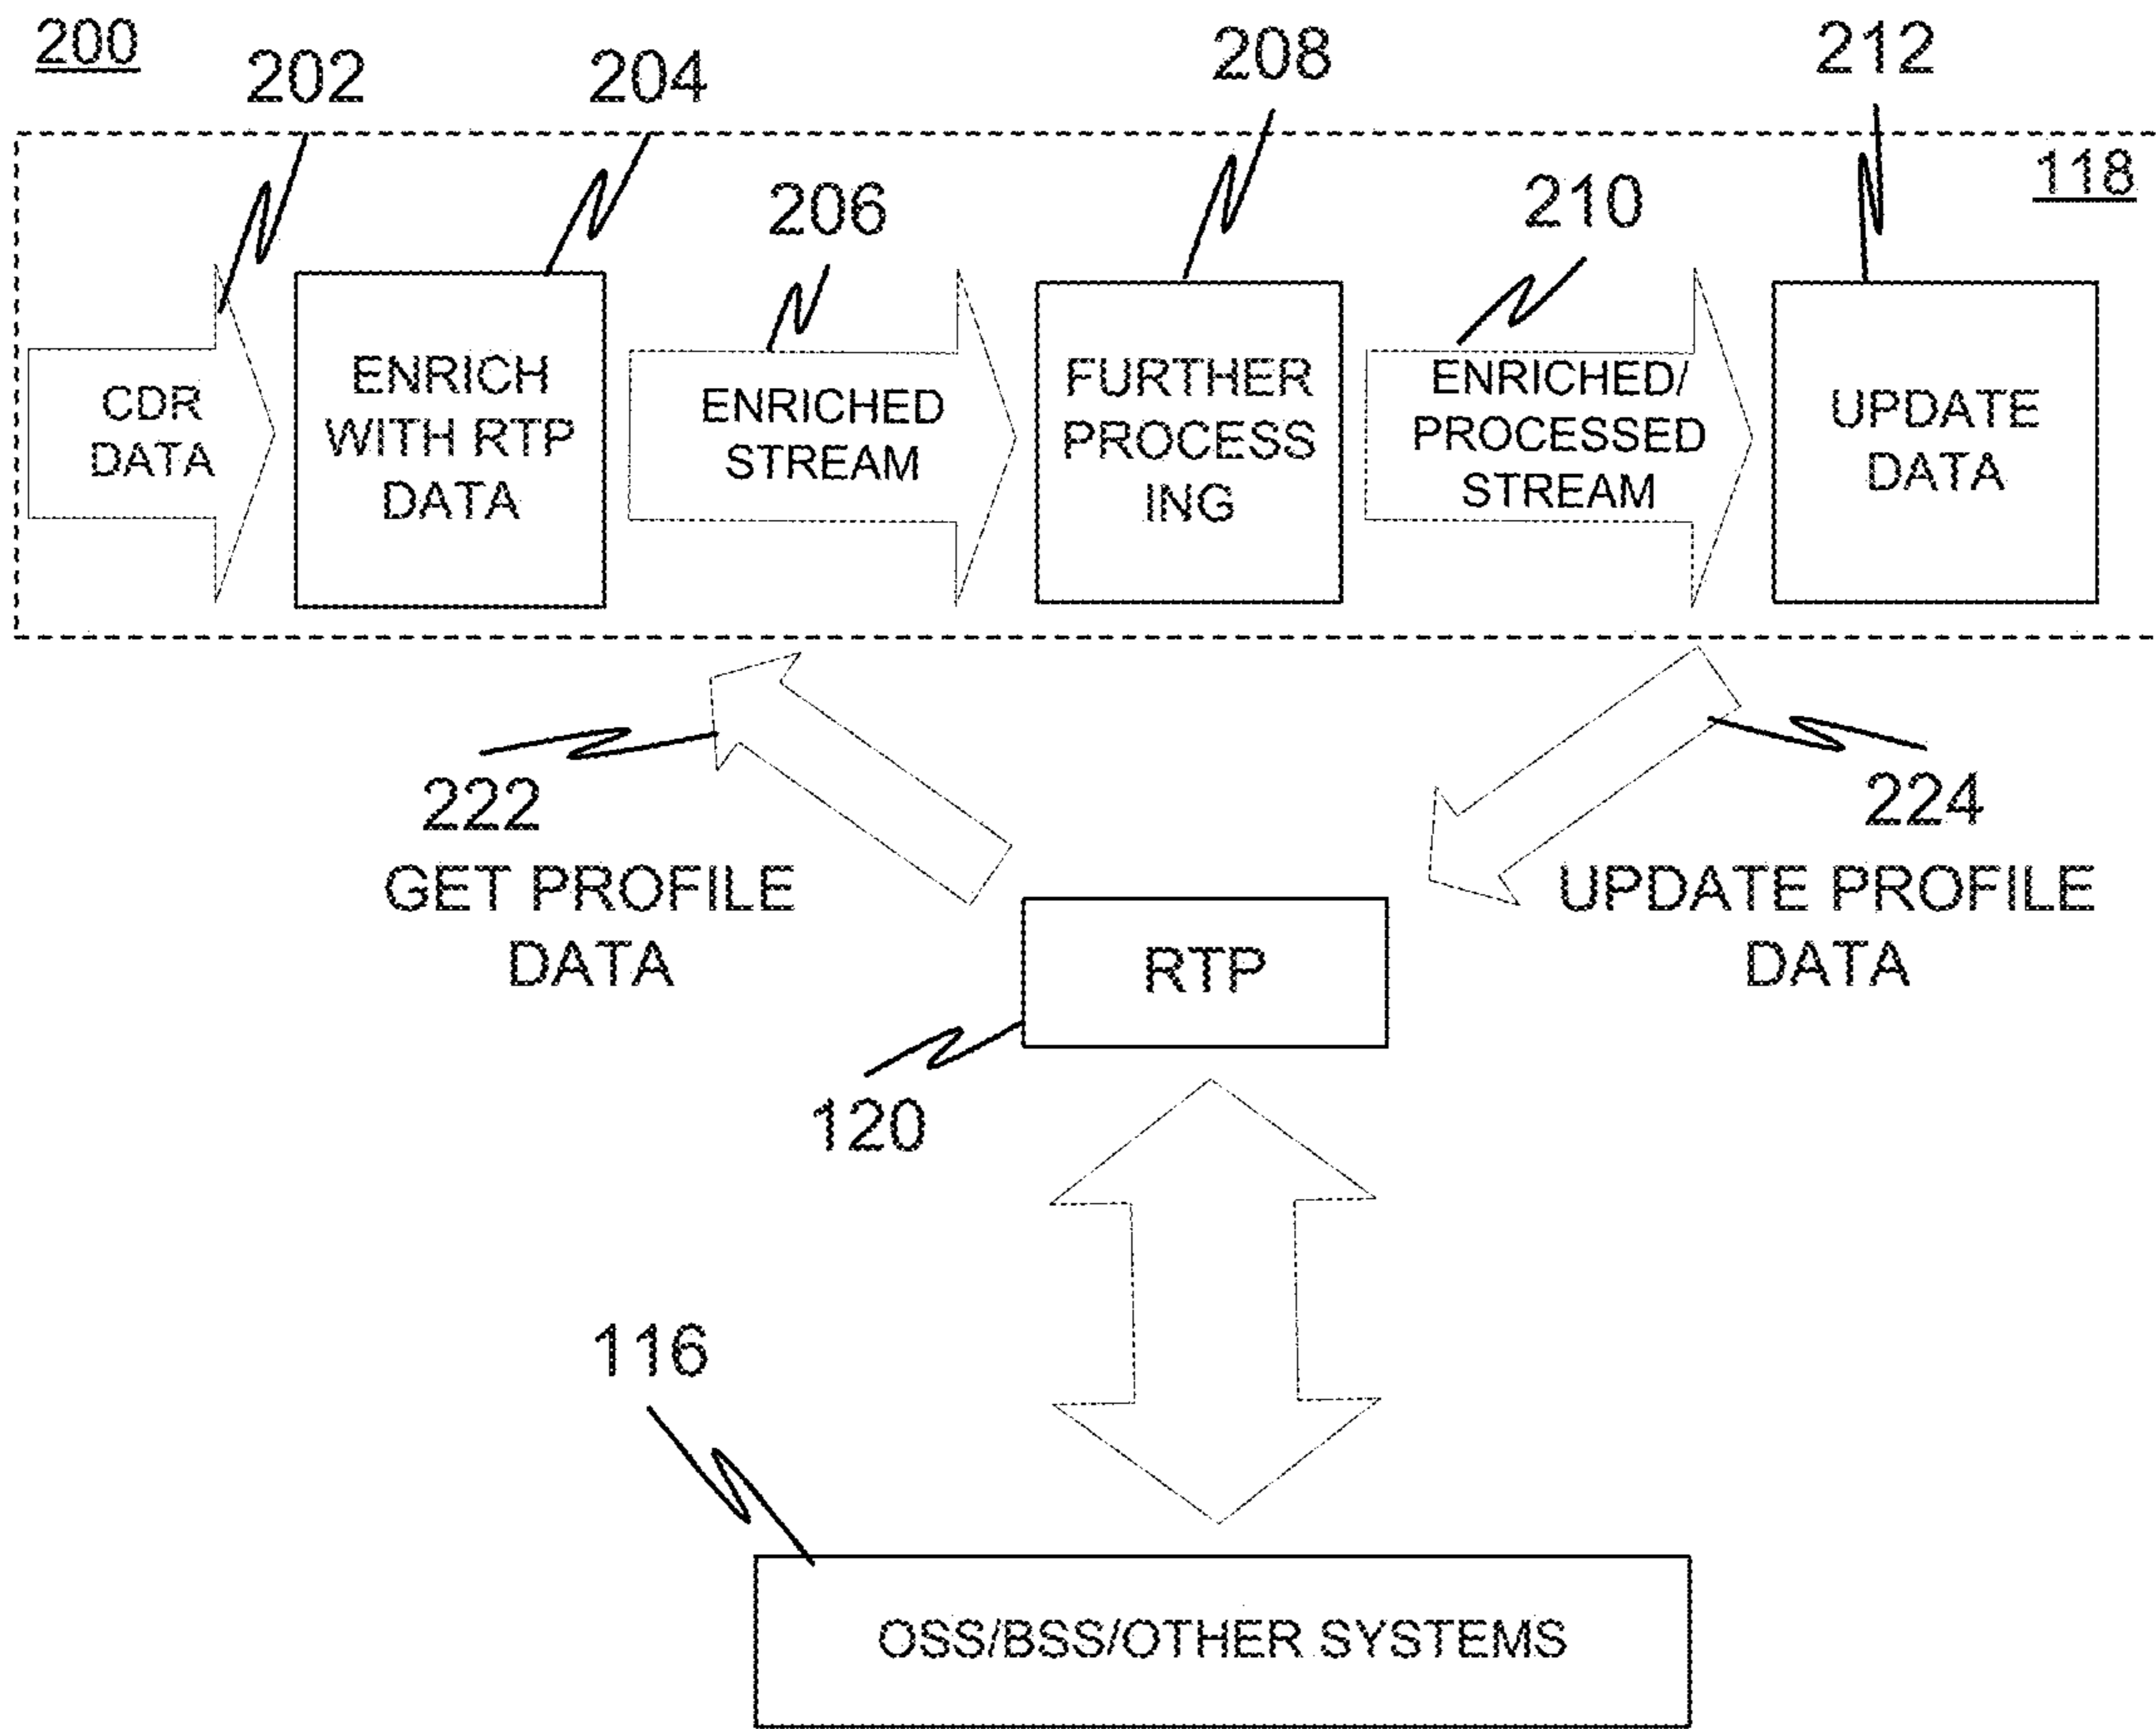 200
202
204
208
212
118
206
210
CDR
DATA
ENRICH
WITH RTP
DATA
ENRICHED
STREAM
FURTHER
PROCESS
ING
ENRICHED/
PROCESSED
STREAM
UPDATE
DATA
222
GET PROFILE
DATA
224
UPDATE PROFILE
DATA
RTP
120
116
OSS/BSS/OTHER SYSTEMS